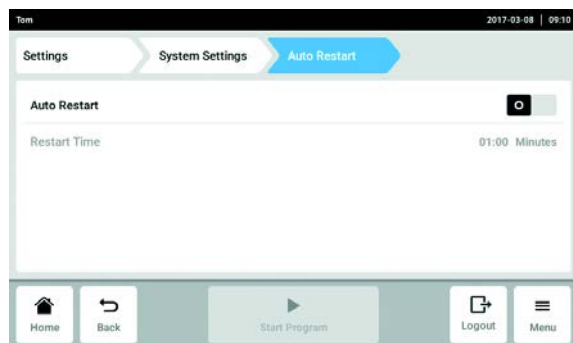 Tom 2017-03-08 | 09:10
Settings System Settings Auto Restart
Auto Restart O
Restart Time 01:00 Minutes
Start Program
Home Back Logout Menu